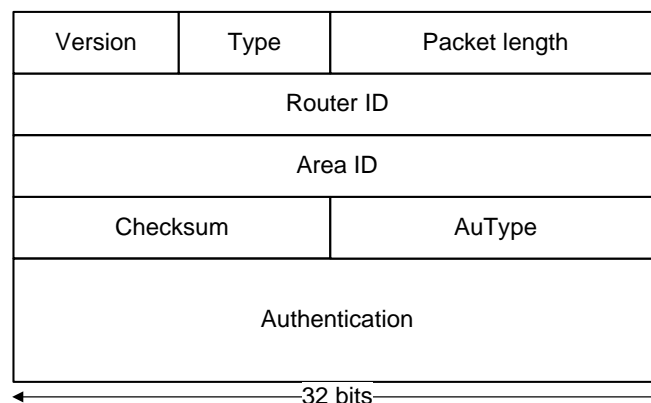 Version Type Packet length
Router ID
Area ID
Checksum AuType
Authentication
32 bits